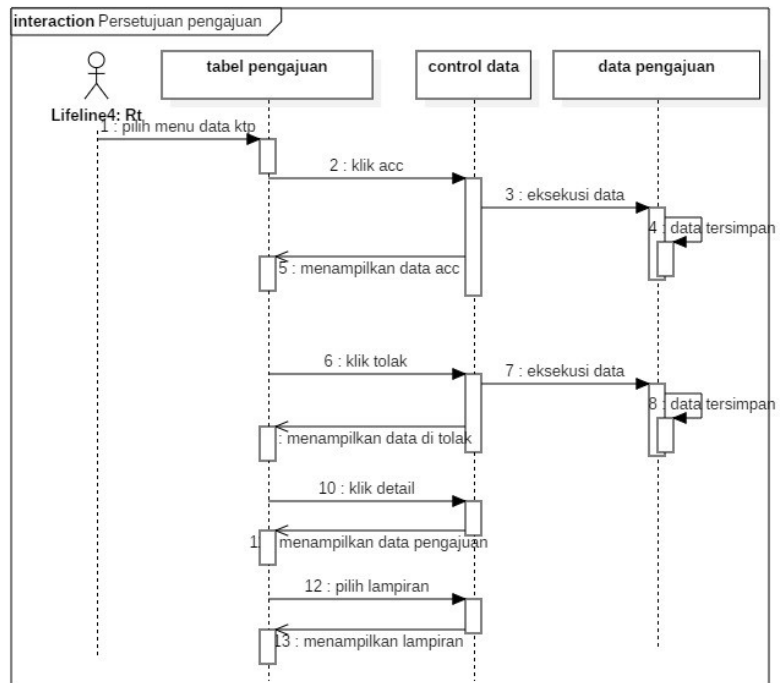 interaction Persetujuan pengajuan
tabel pengajuan
control data
data pengajuan
Lifeline4: Rt
1 : pilih menu data ktp
2 : klik acc
3 : eksekusi data
4 : data tersimpan
5 : menampilkan data acc
6 : klik tolak
7 : eksekusi data
8 : data tersimpan
: menampilkan data di tolak
10 : klik detail
1 menampilkan data pengajuan
12 : pilih lampiran
13 : menampilkan lampiran